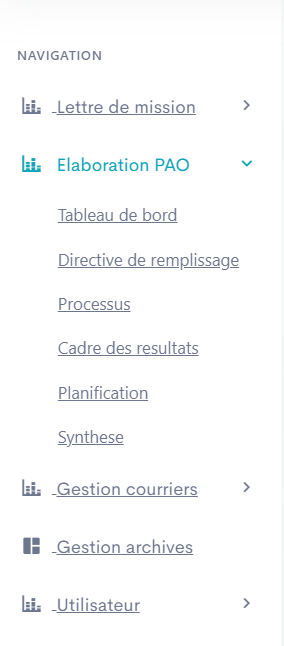 NAVIGATION
Lettre de mission
Elaboration PAO
Tableau de bord
Directive de remplissage
Processus
Cadre des resultats
Planification
Synthese
Gestion courriers
Gestion archives
Utilisateur